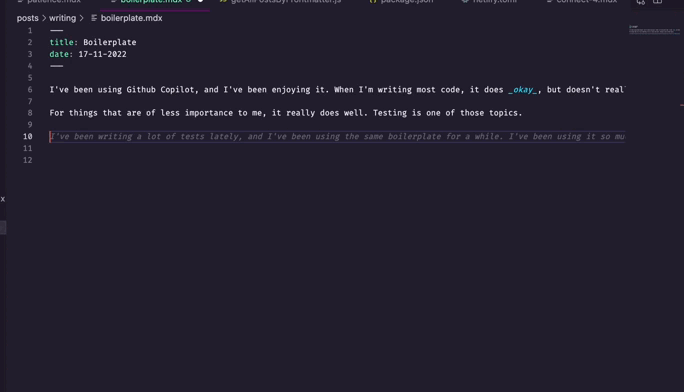 patience.mdx boilerplate.mdx getAllPostsByFrontmatter.js package.json netlify.toml connect-4.mdx
posts > writing > boilerplate.mdx
1 ---
2 title: Boilerplate
3 date: 17-11-2022
4 ---
5
6 I've been using Github Copilot, and I've been enjoying it. When I'm writing most code, it does _okay_, but doesn't real
7
8 For things that are of less importance to me, it really does well. Testing is one of those topics.
9
10 I've been writing a lot of tests lately, and I've been using the same boilerplate for a while. I've been using it so mu
11
12
x